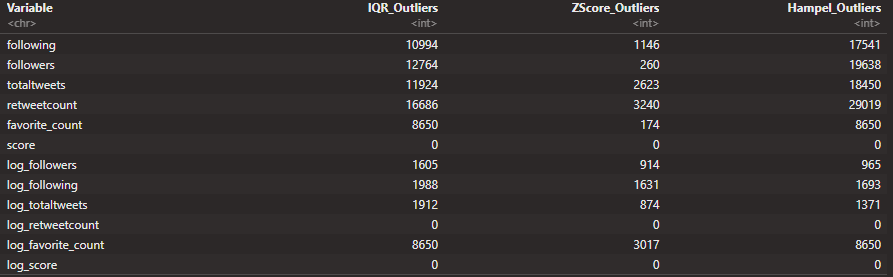 Variable IQR_Outliers ZScore_Outliers Hampel_Outliers
<chr> <int> <int> <int>
following 10994 1146 17541
followers 12764 260 19638
totaltweets 11924 2623 18450
retweetcount 16686 3240 29019
favorite_count 8650 174 8650
score 0 0 0
log_followers 1605 914 965
log_following 1988 1631 1693
log_totaltweets 1912 874 1371
log_retweetcount 0 0 0
log_favorite_count 8650 3017 8650
log_score 0 0 0